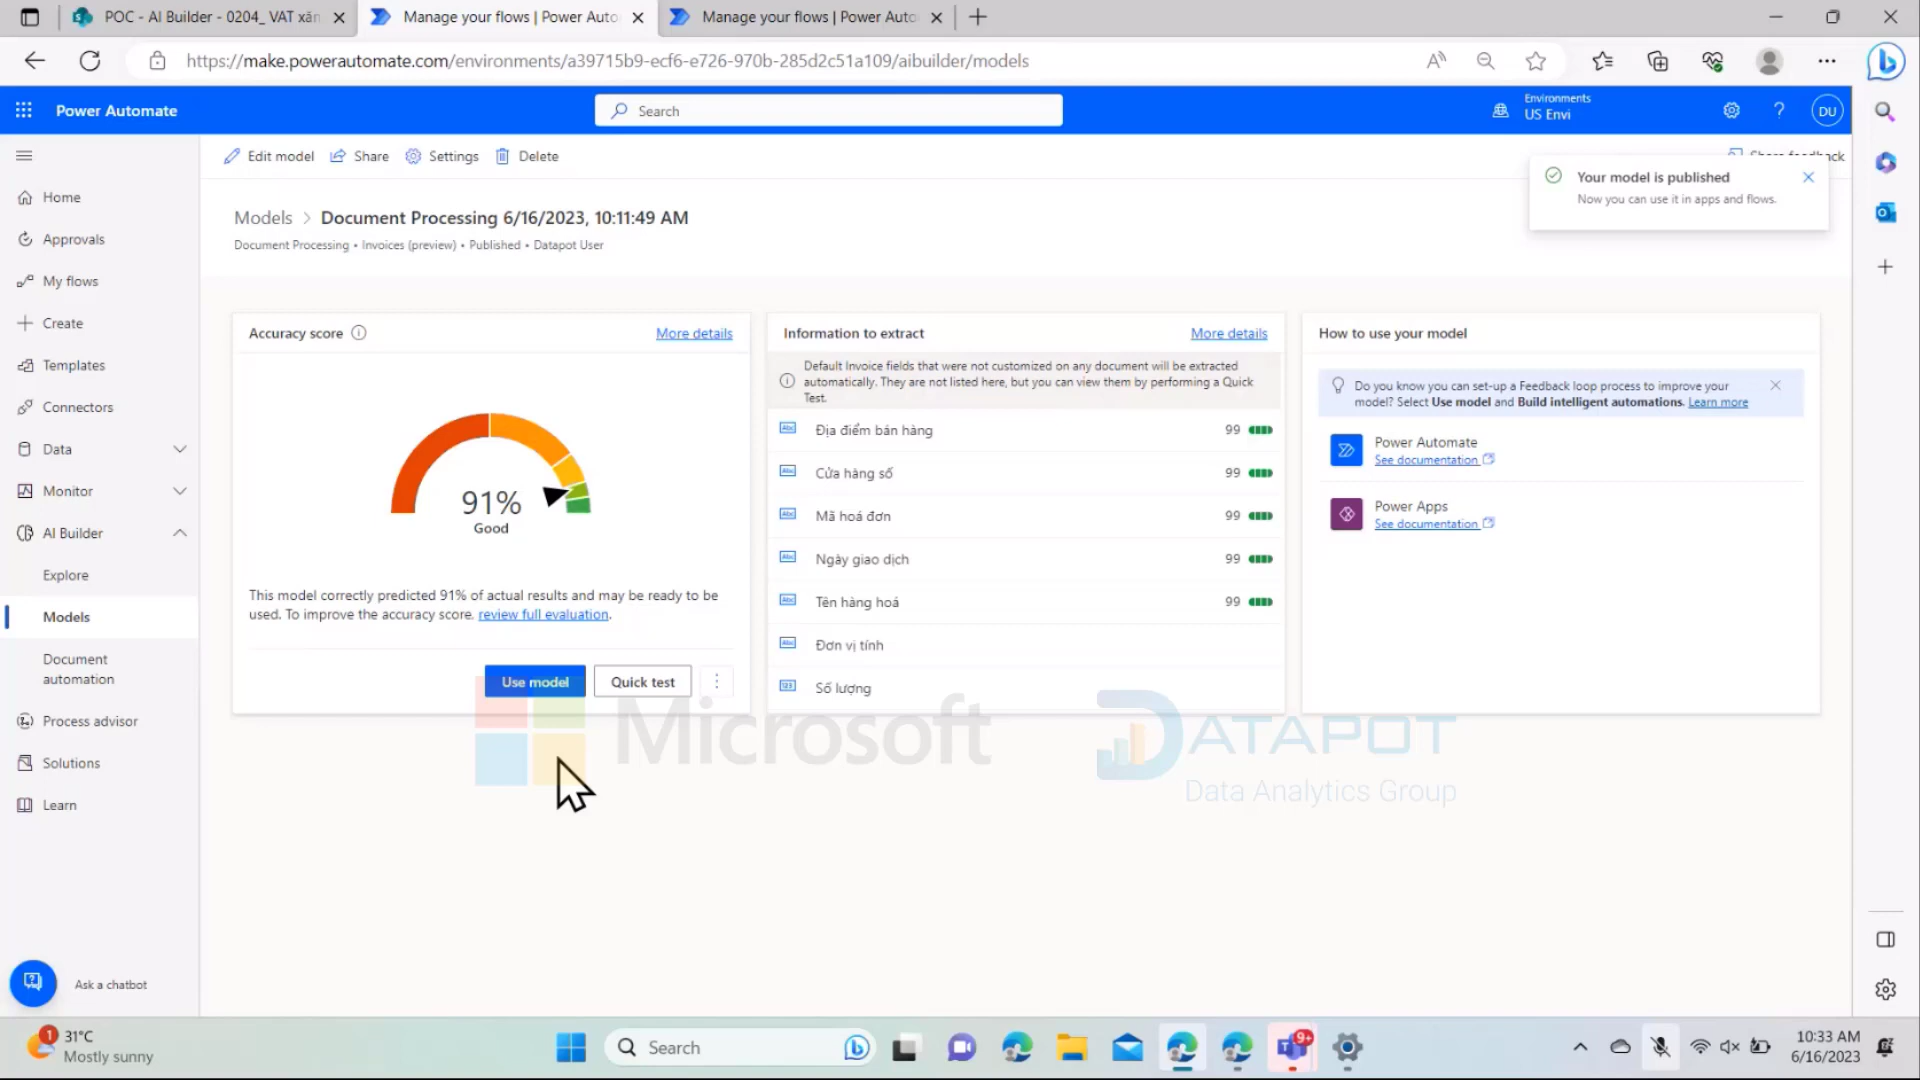 POC - AI Builder - 0204_ VAT xăn
Manage your flows | Power Auto
Manage your flows | Power Auto
https://make.powerautomate.com/environments/a39715b9-ecf6-e726-970b-285d2c51a109/aibuilder/models
Power Automate
Search
Environments
US Envi
?
DU
Edit model
Share
Settings
Delete
Your model is published
Now you can use it in apps and flows.
Home
Approvals
My flows
Create
Templates
Connectors
Data
Monitor
AI Builder
Explore
Models
Document
automation
Process advisor
Solutions
Learn
Ask a chatbot
Models > Document Processing 6/16/2023, 10:11:49 AM
Document Processing • Invoices (preview) • Published • Datapot User
Accuracy score
More details
91%
Good
This model correctly predicted 91% of actual results and may be ready to be
used. To improve the accuracy score, review full evaluation.
Use model
Quick test
Information to extract
More details
Default Invoice fields that were not customized on any document will be extracted
automatically. They are not listed here, but you can view them by performing a Quick
Test.
Địa điểm bán hàng 99
Cửa hàng số 99
Mã hoá đơn 99
Ngày giao dịch 99
Tên hàng hoá 99
Đơn vị tính
Số lượng
How to use your model
Do you know you can set-up a Feedback loop process to improve your
model? Select Use model and Build intelligent automations. Learn more
Power Automate
See documentation
Power Apps
See documentation
Microsoft
DATAPOT
Data Analytics Group
1
31°C
Mostly sunny
Search
9+
10:33 AM
6/16/2023